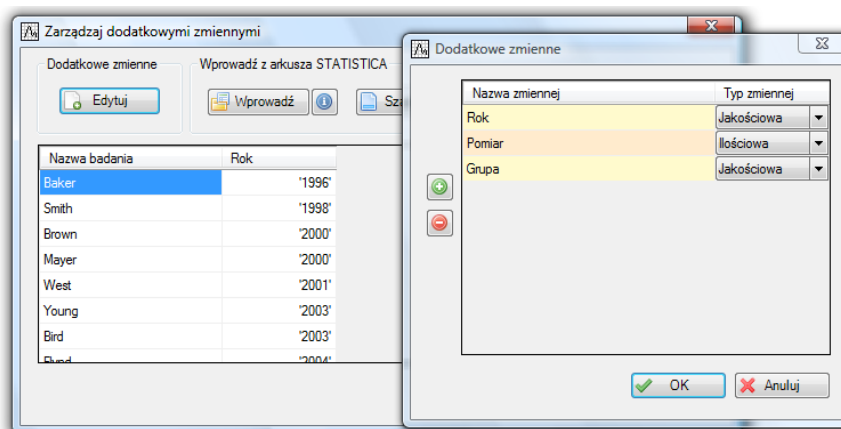 Zarządzaj dodatkowymi zmiennymi
Dodatkowe zmienne
Wprowadź z arkusza STATISTICA
Edytuj
Wprowadź
Sza
Nazwa badania Rok
Baker '1996'
Smith '1998'
Brown '2000'
Mayer '2000'
West '2001'
Young '2003'
Bird '2003'
Dodatkowe zmienne
Nazwa zmiennej Typ zmiennej
Rok Jakościowa
Pomiar Ilościowa
Grupa Jakościowa
OK
Anuluj